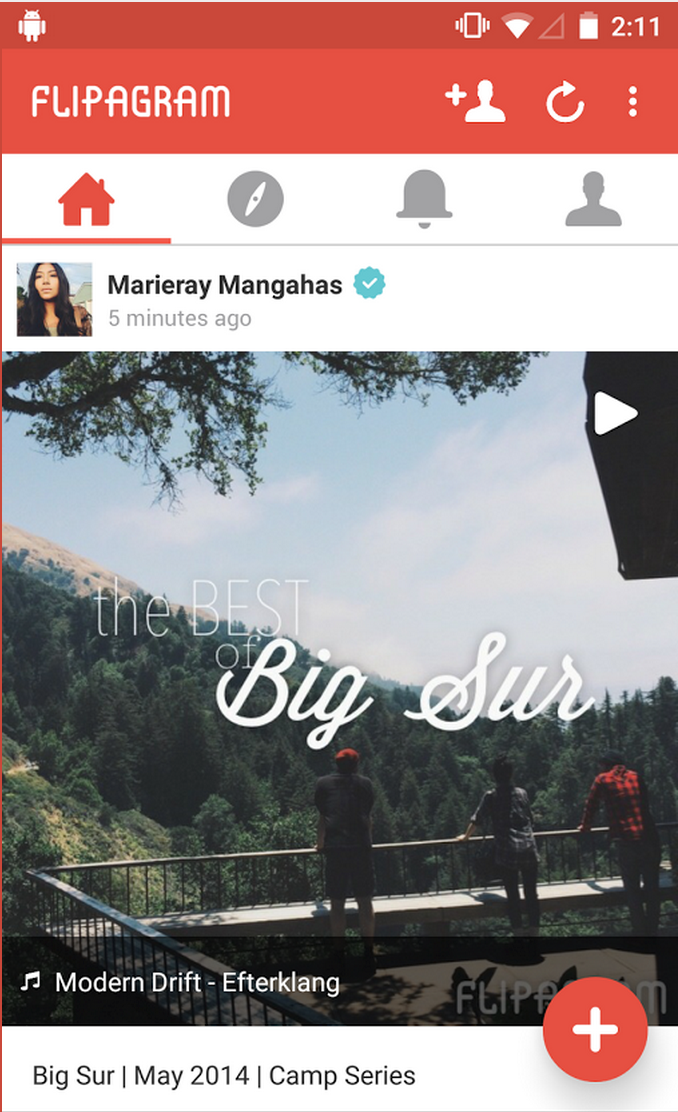 2:11
FLIPAGRAM
Marieray Mangahas
5 minutes ago
the BEST
of
Big Sur
Modern Drift - Efterklang
FLIPAGRAM
Big Sur | May 2014 | Camp Series